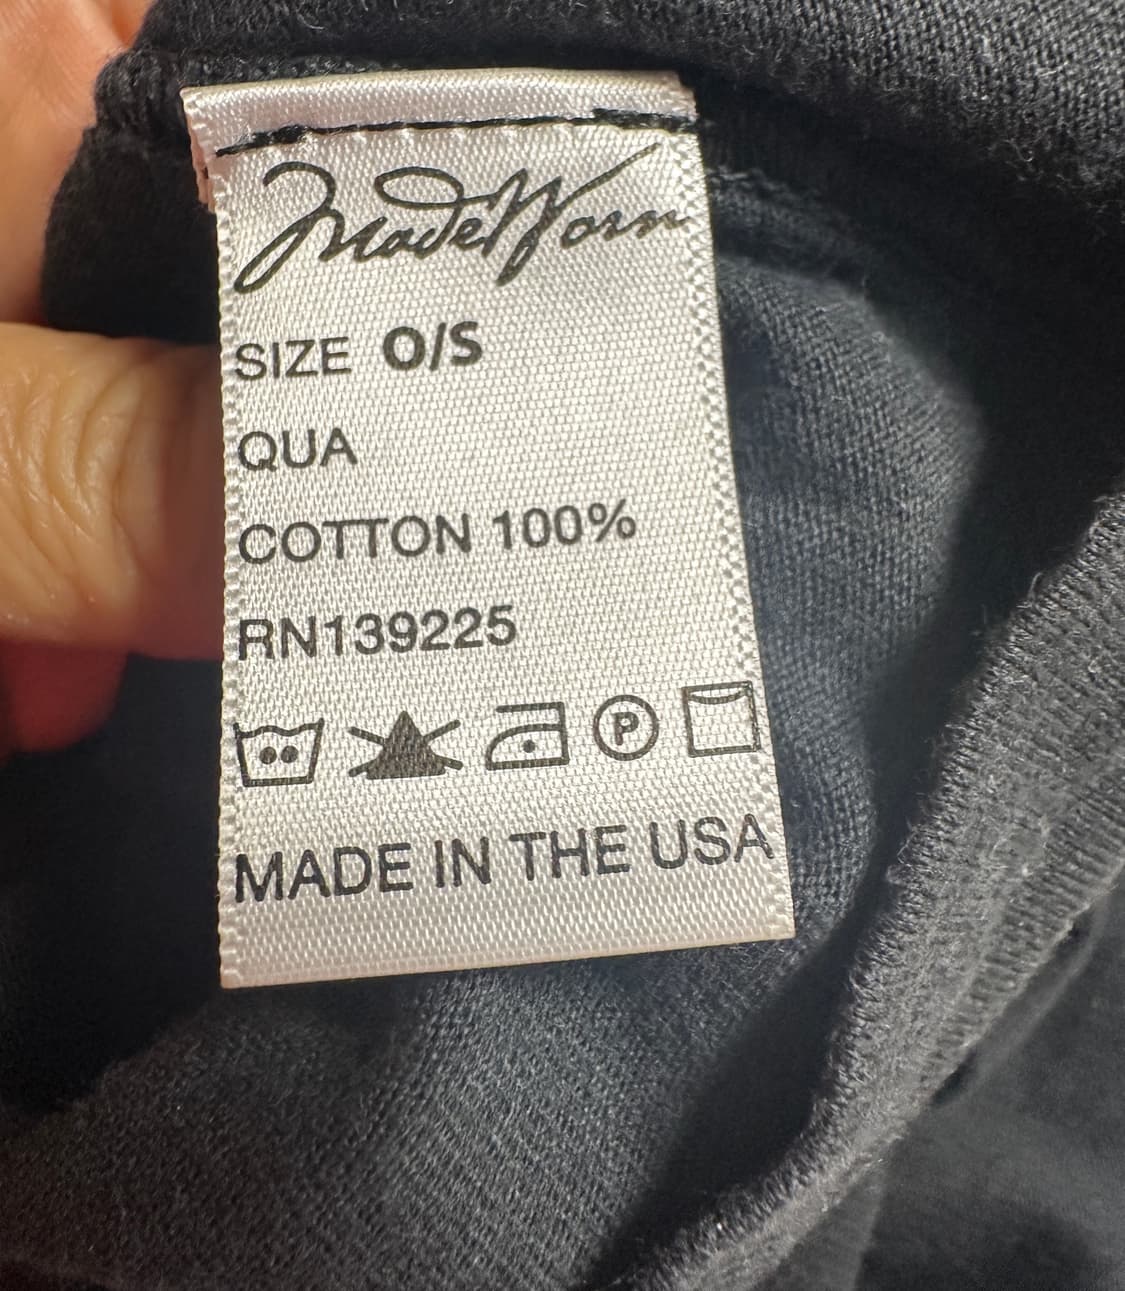 MadeWorn
SIZE O/S
QUA
COTTON 100%
RN139225
P
MADE IN THE USA